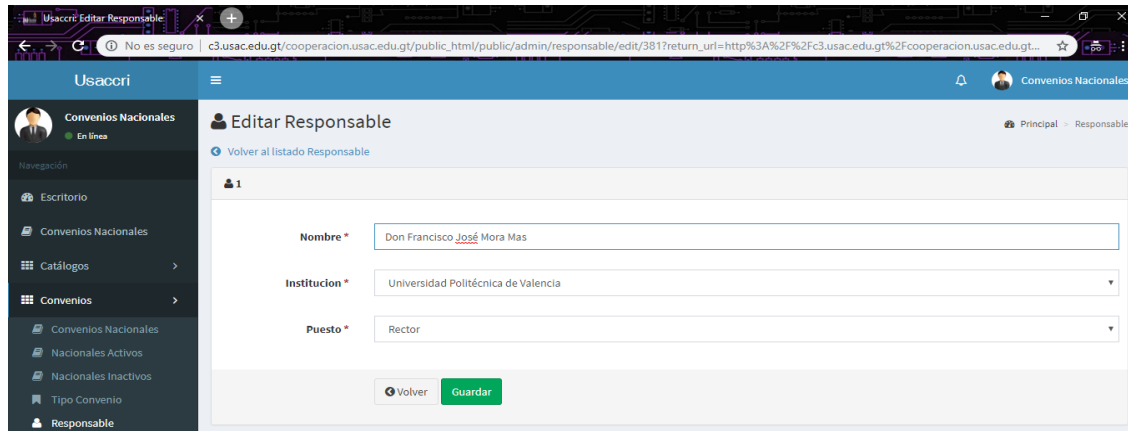 Usaccri: Editar Responsable
No es seguro | c3.usac.edu.gt/cooperacion.usac.edu.gt/public_html/public/admin/responsable/edit/381?return_url=http%3A%2F%2Fc3.usac.edu.gt%2Fcooperacion.usac.edu.gt...
Usaccri
Convenios Nacionales
Convenios Nacionales
En línea
Navegación
Escritorio
Convenios Nacionales
Catálogos
Convenios
Convenios Nacionales
Nacionales Activos
Nacionales Inactivos
Tipo Convenio
Responsable
Editar Responsable
Principal > Responsable
Volver al listado Responsable
1
Nombre * Don Francisco José Mora Mas
Institucion * Universidad Politécnica de Valencia
Puesto * Rector
Volver Guardar